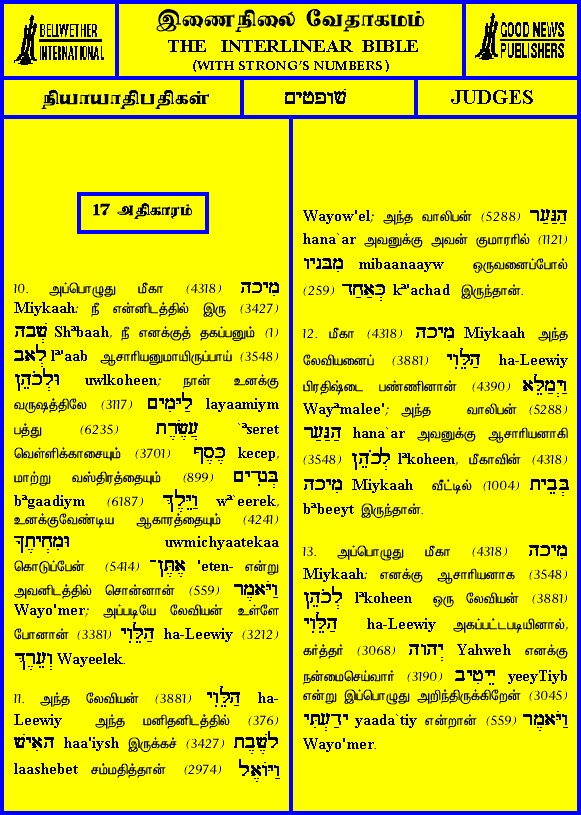 BELLWETHER
INTERNATIONAL
இணைநிலை வேதாகமம்
THE INTERLINEAR BIBLE
(WITH STRONG'S NUMBERS)
GOOD NEWS
PUBLISHERS
நியாயாதிபதிகள்
שופטים
JUDGES
17 அதிகாரம்
10. அப்பொழுது மீகா (4318) מִיכָה
Miykaah: நீ என்னிடத்தில் இரு (3427)
שְׁבָה Shªbaah, நீ எனக்குத் தகப்பனும் (1)
לְאָב lª'aab ஆசாரியனுமாயிருப்பாய் (3548)
וּלְכֹהֵן uwlkoheen; நான் உனக்கு
வருஷத்திலே (3117) לַיָּמִים layaamiym
பத்து (6235) עֲשֶׂרֶת `ªseret
வெள்ளிக்காசையும் (3701) כֶּסֶף kecep,
மாற்று வஸ்திரத்தையும் (899) בְּגָדִים
bªgaadiym (6187) וַיֵּלֶךְ wª`eerek,
உனக்குவேண்டிய ஆகாரத்தையும் (4241)
וּמִחְיָתֶךָ uwmichyaatekaa
கொடுப்பேன் (5414) אֶתֶּן־ 'eten- என்று
அவனிடத்தில் சொன்னான் (559) וַיֹּאמֶר
Wayo'mer; அப்படியே லேவியன் உள்ளே
போனான் (3381) הַלֵּוִי ha-Leewiy (3212)
וְעֵרֶךְ Wayeelek.
11. அந்த லேவியன் (3881) הַלֵּוִי ha-
Leewiy அந்த மனிதனிடத்தில் (376)
הָאִישׁ haa'iysh இருக்கச் (3427) לָשֶׁבֶת
laashebet சம்மதித்தான் (2974) וַיּוֹאֶל
Wayow'el; அந்த வாலிபன் (5288) הַנַּעַר
hana`ar அவனுக்கு அவன் குமாரரில் (1121)
מִבָּנָיו mibaanaayw ஒருவனைப்போல்
(259) כְּאַחַד kª'achad இருந்தான்.
12. மீகா (4318) מִיכָה Miykaah அந்த
லேவியனைப் (3881) הַלֵּוִי ha-Leewiy
பிரதிஷ்டை பண்ணினான் (4390) וַיְמַלֵּא
Wayªmalee'; அந்த வாலிபன் (5288)
הַנַּעַר hana`ar அவனுக்கு ஆசாரியனாகி
(3548) לְכֹהֵן lªkoheen, மீகாவின் (4318)
מִיכָה Miykaah வீட்டில் (1004) בְּבֵית
bªbeeyt இருந்தான்.
13. அப்பொழுது மீகா (4318) מִיכָה
Miykaah: எனக்கு ஆசாரியனாக (3548)
לְכֹהֵן lªkoheen ஒரு லேவியன் (3881)
הַלֵּוִי ha-Leewiy அகப்பட்டபடியினால்,
கர்த்தர் (3068) יְהוָה Yahweh எனக்கு
நன்மைசெய்வார் (3190) יֵיטִיב yeeyTiyb
என்று இப்பொழுது அறிந்திருக்கிறேன் (3045)
יָדַעְתִּי yaada`tiy என்றான் (559) וַיֹּאמֶר
Wayo'mer.